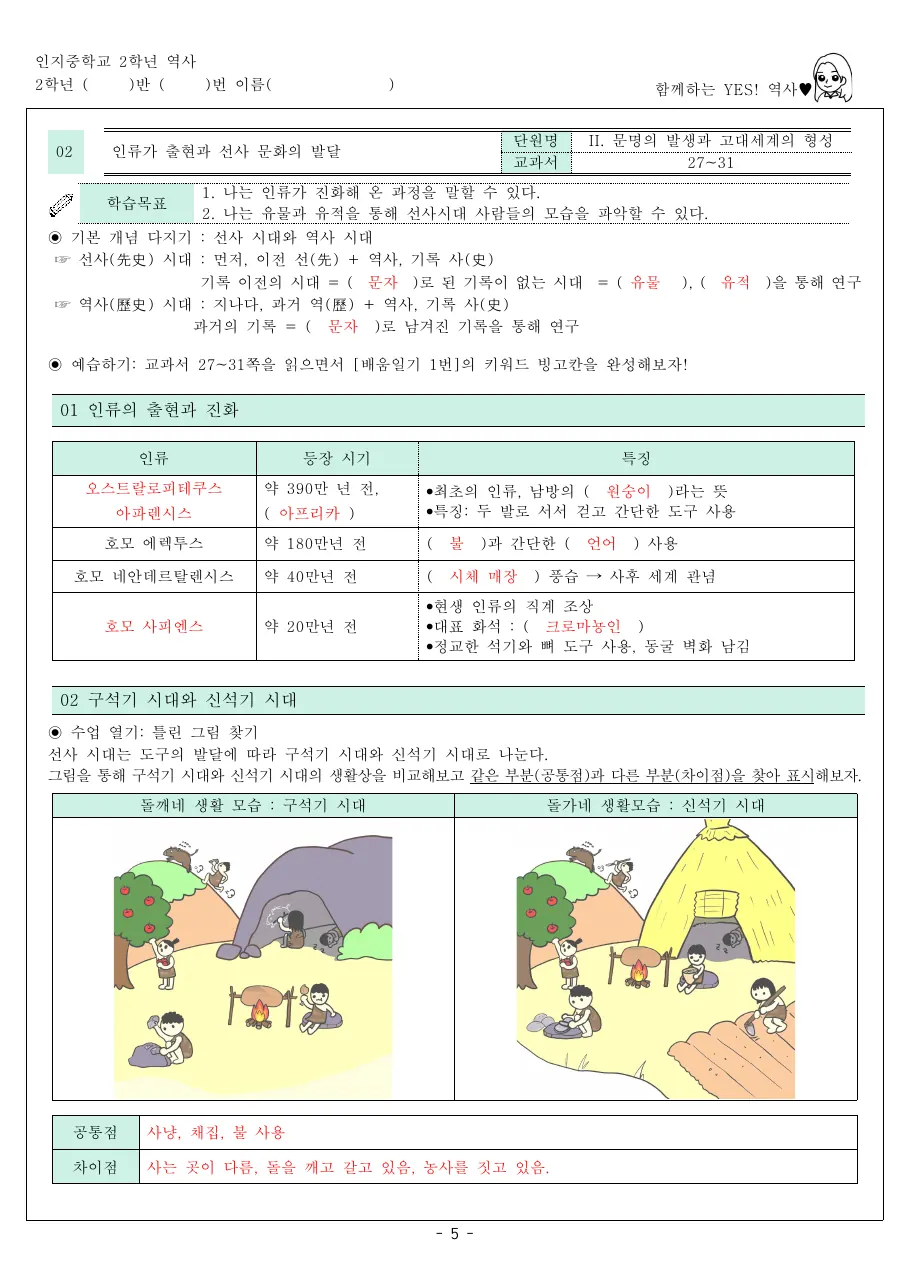 인지중학교 2학년 역사
2학년 (     )반 (     )번 이름(               )
함께하는 YES! 역사♥
02 인류가 출현과 선사 문화의 발달
단원명 II. 문명의 발생과 고대세계의 형성
교과서 27~31
학습목표
1. 나는 인류가 진화해 온 과정을 말할 수 있다.
2. 나는 유물과 유적을 통해 선사시대 사람들의 모습을 파악할 수 있다.
◉ 기본 개념 다지기 : 선사 시대와 역사 시대
☞ 선사(先史) 시대 : 먼저, 이전 선(先) + 역사, 기록 사(史)
기록 이전의 시대 = ( 문자 )로 된 기록이 없는 시대 = ( 유물 ), ( 유적 )을 통해 연구
☞ 역사(歷史) 시대 : 지나다, 과거 역(歷) + 역사, 기록 사(史)
과거의 기록 = ( 문자 )로 남겨진 기록을 통해 연구
◉ 예습하기: 교과서 27~31쪽을 읽으면서 [배움일기 1번]의 키워드 빙고칸을 완성해보자!
01 인류의 출현과 진화
인류 등장 시기 특징
오스트랄로피테쿠스
아파렌시스
약 390만 년 전,
( 아프리카 )
●최초의 인류, 남방의 ( 원숭이 )라는 뜻
●특징: 두 발로 서서 걷고 간단한 도구 사용
호모 에렉투스 약 180만년 전 ( 불 )과 간단한 ( 언어 ) 사용
호모 네안데르탈렌시스 약 40만년 전 ( 시체 매장 ) 풍습 → 사후 세계 관념
호모 사피엔스 약 20만년 전
●현생 인류의 직계 조상
●대표 화석 : ( 크로마뇽인 )
●정교한 석기와 뼈 도구 사용, 동굴 벽화 남김
02 구석기 시대와 신석기 시대
◉ 수업 열기: 틀린 그림 찾기
선사 시대는 도구의 발달에 따라 구석기 시대와 신석기 시대로 나눈다.
그림을 통해 구석기 시대와 신석기 시대의 생활상을 비교해보고 같은 부분(공통점)과 다른 부분(차이점)을 찾아 표시해보자.
돌깨네 생활 모습 : 구석기 시대 돌가네 생활모습 : 신석기 시대
공통점 사냥, 채집, 불 사용
차이점 사는 곳이 다름, 돌을 깨고 갈고 있음, 농사를 짓고 있음.
- 5 -